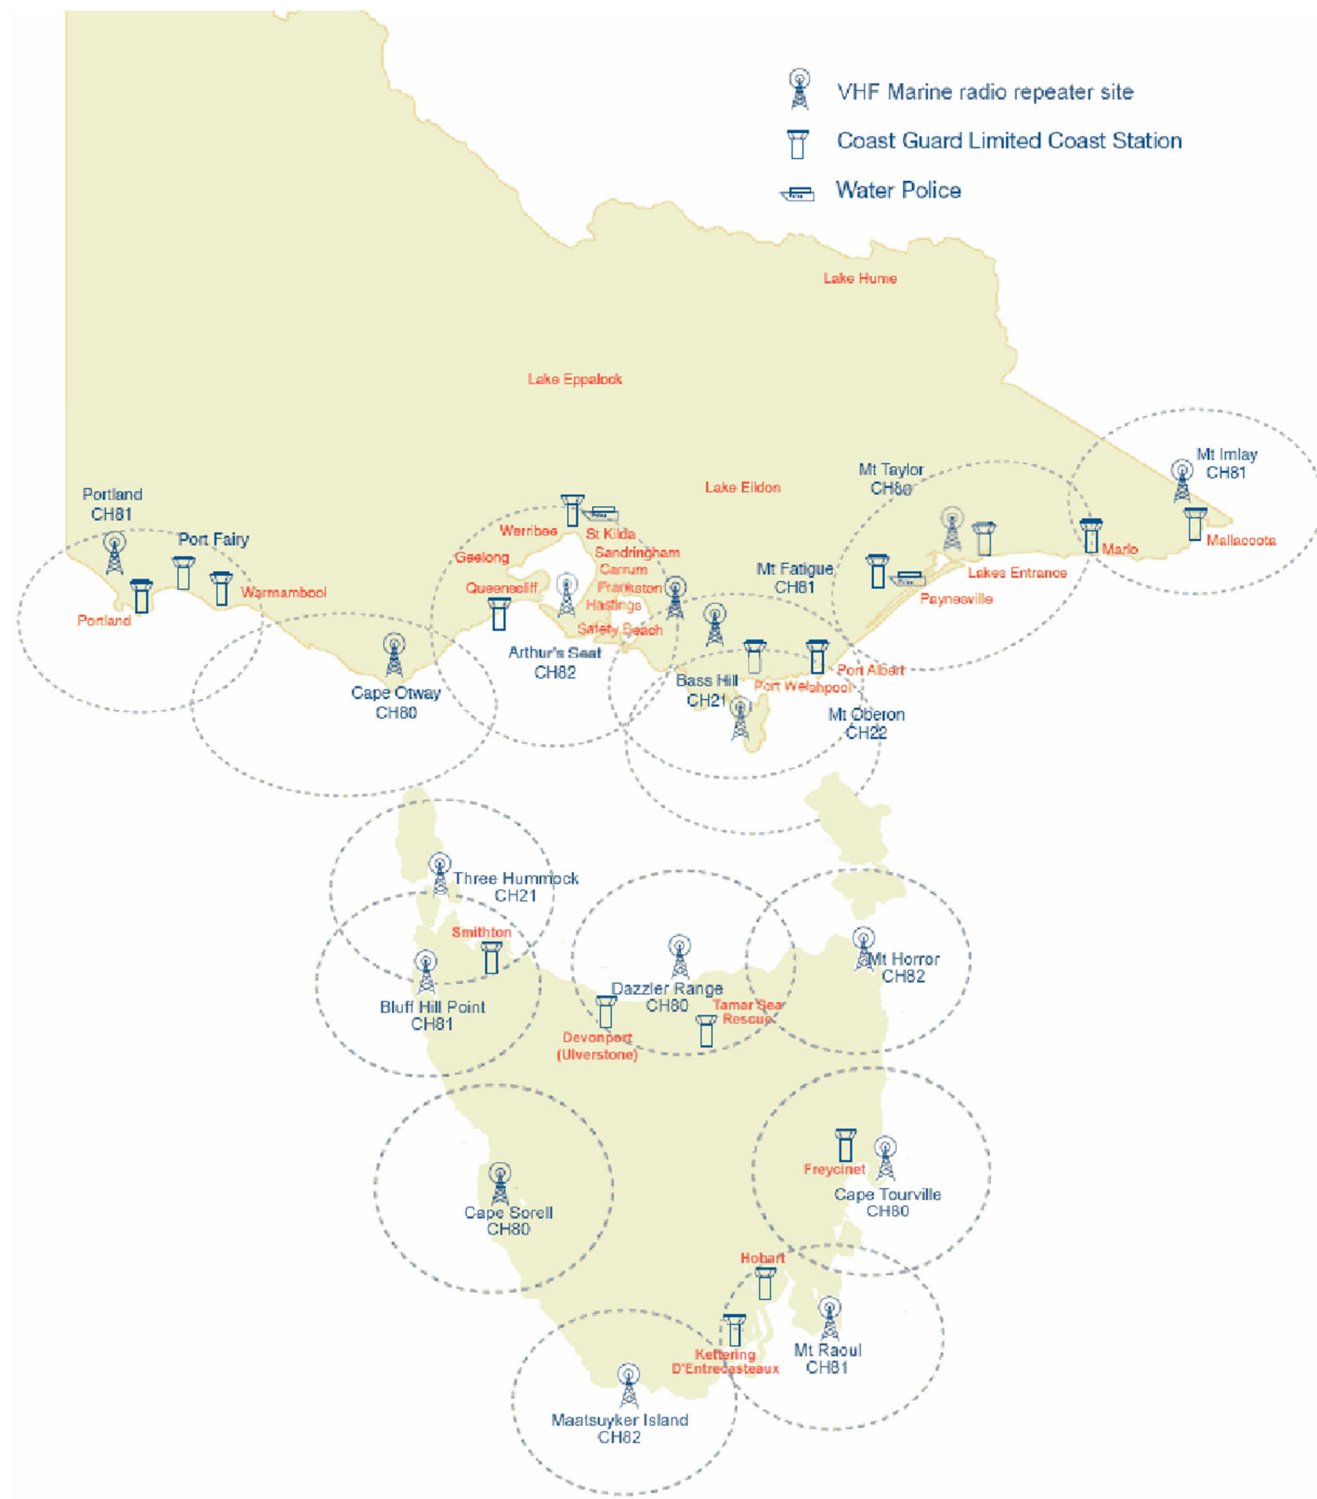 VHF Marine radio repeater site
Coast Guard Limited Coast Station
Water Police
Lake Hume
Lake Eppalock
Mt Imlay
CH81
Mt Taylor
CH80
Lake Eildon
Portland
CH81
Port Fairy
Werribee
St Kilda
Mallacoota
Marlo
Geelong
Sandringham
Carrum
Mt Fatigue
CH81
Lakes Entrance
Queenscliff
Frankston
Warrnambool
Hastings
Paynesville
Portland
Safety Beach
Arthur's Seat
CH82
Port Albert
Bass Hill
CH21
Port Welshpool
Cape Otway
CH80
Mt Oberon
CH22
Three Hummock
CH21
Smithton
Mt Horror
CH82
Dazzler Range
CH80
Bluff Hill Point
CH81
Tamar Sea
Rescue
Devonport
(Ulverstone)
Freycinet
Cape Tourville
CH80
Cape Sorell
CH80
Hobart
Mt Raoul
CH81
Kettering
D'Entrecasteaux
Maatsuyker Island
CH82